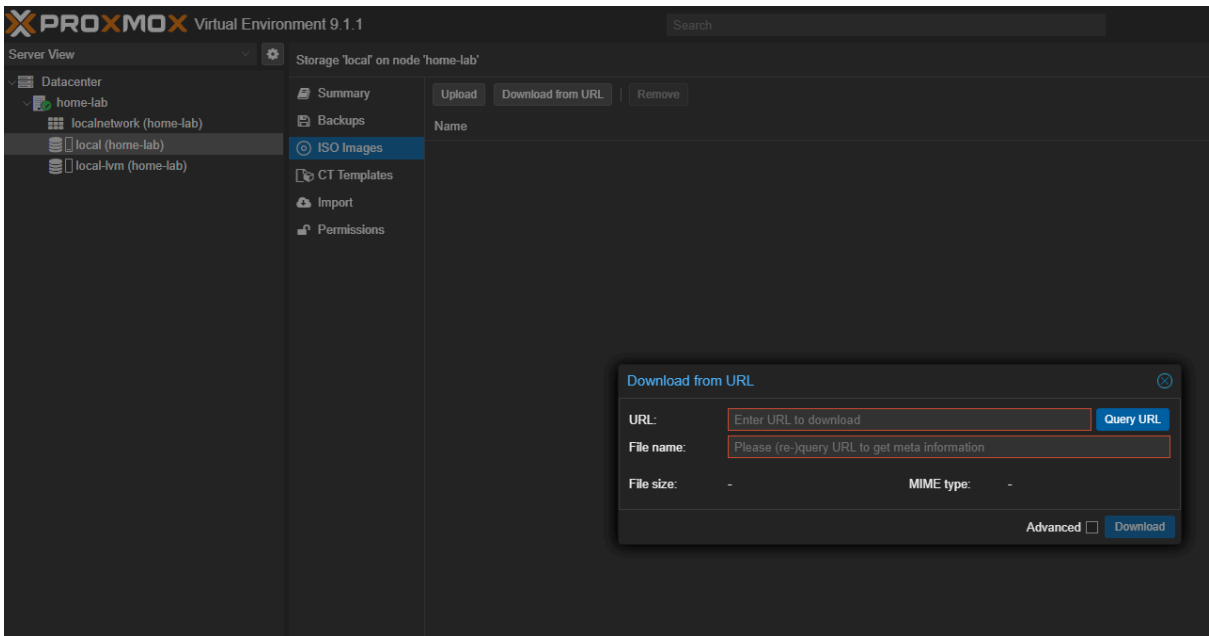 PROXMOX Virtual Environment 9.1.1
Search
Server View
Datacenter
home-lab
localnetwork (home-lab)
local (home-lab)
local-lvm (home-lab)
Storage 'local' on node 'home-lab'
Summary
Backups
ISO Images
CT Templates
Import
Permissions
Upload Download from URL Remove
Name
Download from URL
URL: Enter URL to download Query URL
File name: Please (re-)query URL to get meta information
File size: - MIME type: -
Advanced Download